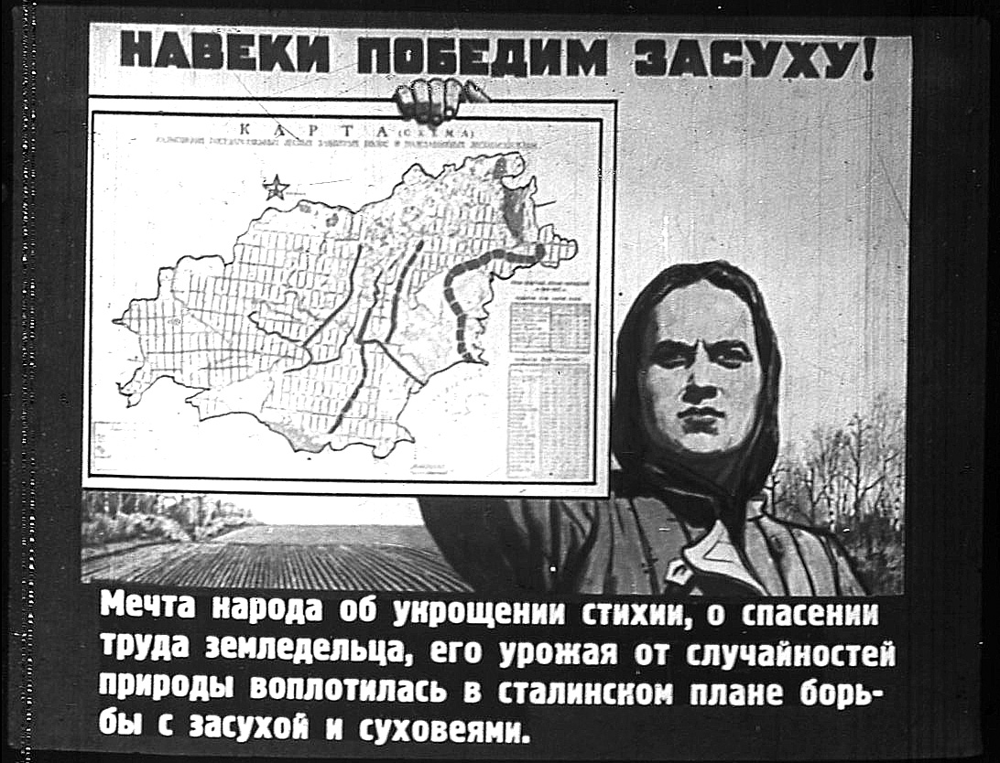 НАВЕКИ ПОБЕДИМ ЗАСУХУ!
КАРТА (СХЕМА)
Мечта народа об укрощении стихии, о спасении
труда земледельца, его урожая от случайностей
природы воплотилась в сталинском плане борь-
бы с засухой и суховеями.